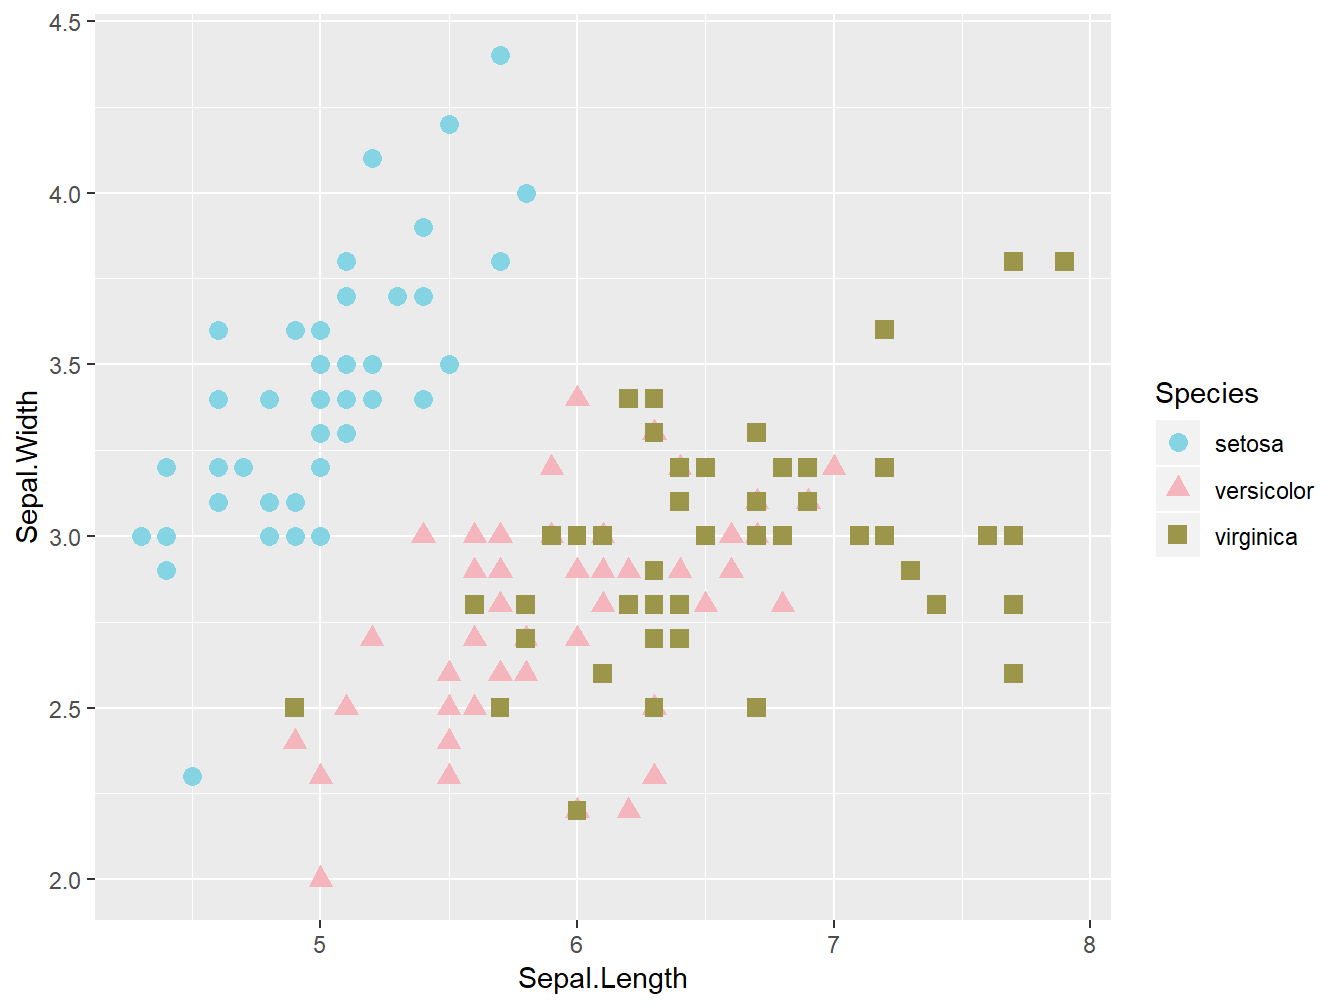 4.5
4.0
3.5
3.0
2.5
2.0
Sepal.Width
5 6 7 8
Sepal.Length
Species
setosa
versicolor
virginica